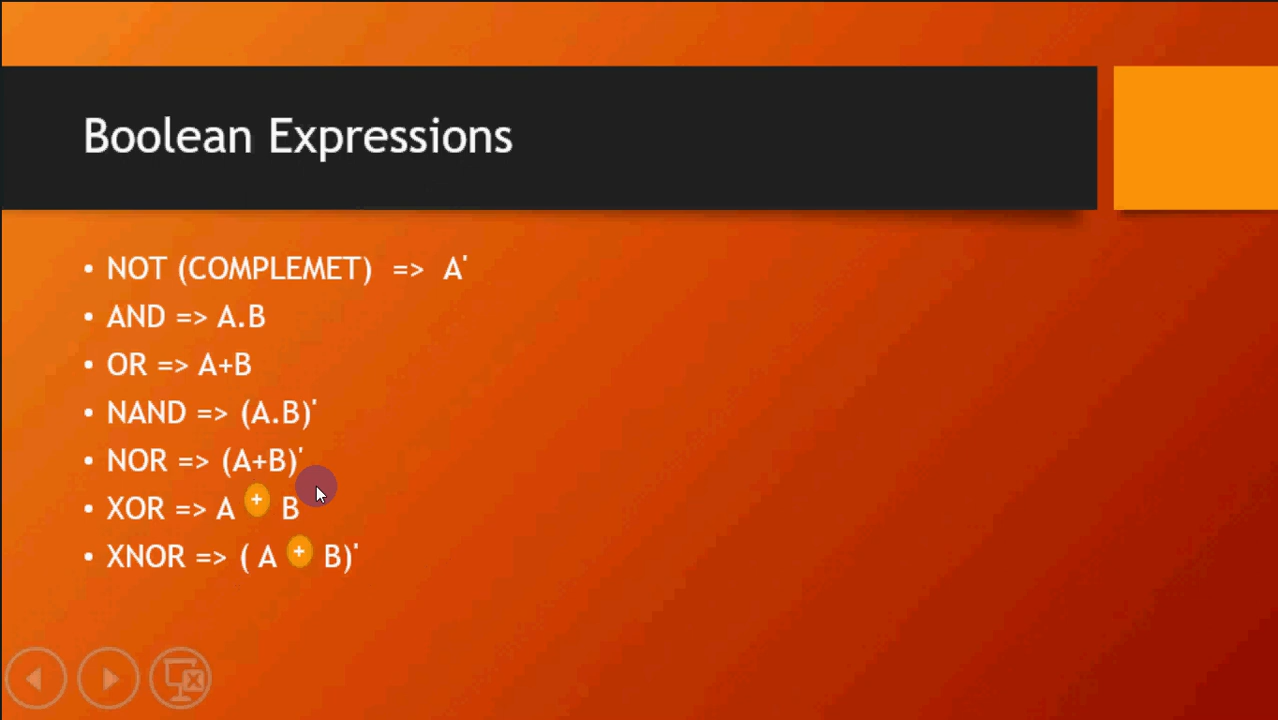 Boolean Expressions
• NOT (COMPLEMET) => A'
• AND => A.B
• OR => A+B
• NAND => (A.B)'
• NOR => (A+B)'
• XOR => A + B
• XNOR => ( A + B)'